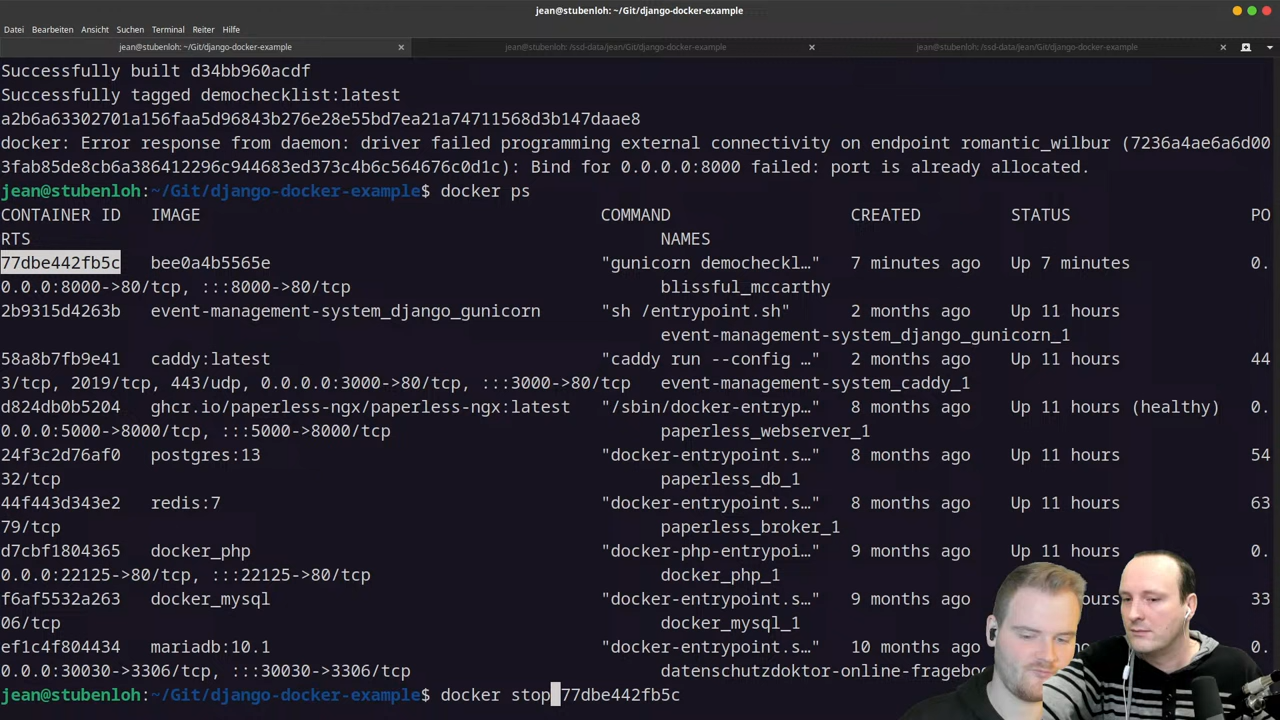 jean@stubenloh: ~/Git/django-docker-example
Datei Bearbeiten Ansicht Suchen Terminal Reiter Hilfe
jean@stubenloh: ~/Git/django-docker-example jean@stubenloh: /ssd-data/jean/Git/django-docker-example jean@stubenloh: /ssd-data/jean/Git/django-docker-example
Successfully built d34bb960acdf
Successfully tagged demochecklist:latest
a2b6a63302701a156faa5d96843b276e28e55bd7ea21a74711568d3b147daae8
docker: Error response from daemon: driver failed programming external connectivity on endpoint romantic_wilbur (7236a4ae6a6d00
3fab85de8cb6a386412296c944683ed373c4b6c564676c0d1c): Bind for 0.0.0.0:8000 failed: port is already allocated.
jean@stubenloh:~/Git/django-docker-example$ docker ps
CONTAINER ID IMAGE COMMAND CREATED STATUS PO
RTS NAMES
77dbe442fb5c bee0a4b5565e "gunicorn democheckl…" 7 minutes ago Up 7 minutes 0.
0.0.0:8000->80/tcp, :::8000->80/tcp blissful_mccarthy
2b9315d4263b event-management-system_django_gunicorn "sh /entrypoint.sh" 2 months ago Up 11 hours
event-management-system_django_gunicorn_1
58a8b7fb9e41 caddy:latest "caddy run --config …" 2 months ago Up 11 hours 44
3/tcp, 2019/tcp, 443/udp, 0.0.0.0:3000->80/tcp, :::3000->80/tcp event-management-system_caddy_1
d824db0b5204 ghcr.io/paperless-ngx/paperless-ngx:latest "/sbin/docker-entryp…" 8 months ago Up 11 hours (healthy) 0.
0.0.0:5000->8000/tcp, :::5000->8000/tcp paperless_webserver_1
24f3c2d76af0 postgres:13 "docker-entrypoint.s…" 8 months ago Up 11 hours 54
32/tcp paperless_db_1
44f443d343e2 redis:7 "docker-entrypoint.s…" 8 months ago Up 11 hours 63
79/tcp paperless_broker_1
d7cbf1804365 docker_php "docker-php-entrypoi…" 9 months ago Up 11 hours 0.
0.0.0:22125->80/tcp, :::22125->80/tcp docker_php_1
f6af5532a263 docker_mysql "docker-entrypoint.s…" 9 months ago hours 33
06/tcp docker_mysql_1
ef1c4f804434 mariadb:10.1 "docker-entrypoint.s…" 10 months 0.
0.0.0:30030->3306/tcp, :::30030->3306/tcp datenschutzdoktor-online-fragebo
jean@stubenloh:~/Git/django-docker-example$ docker stop 77dbe442fb5c